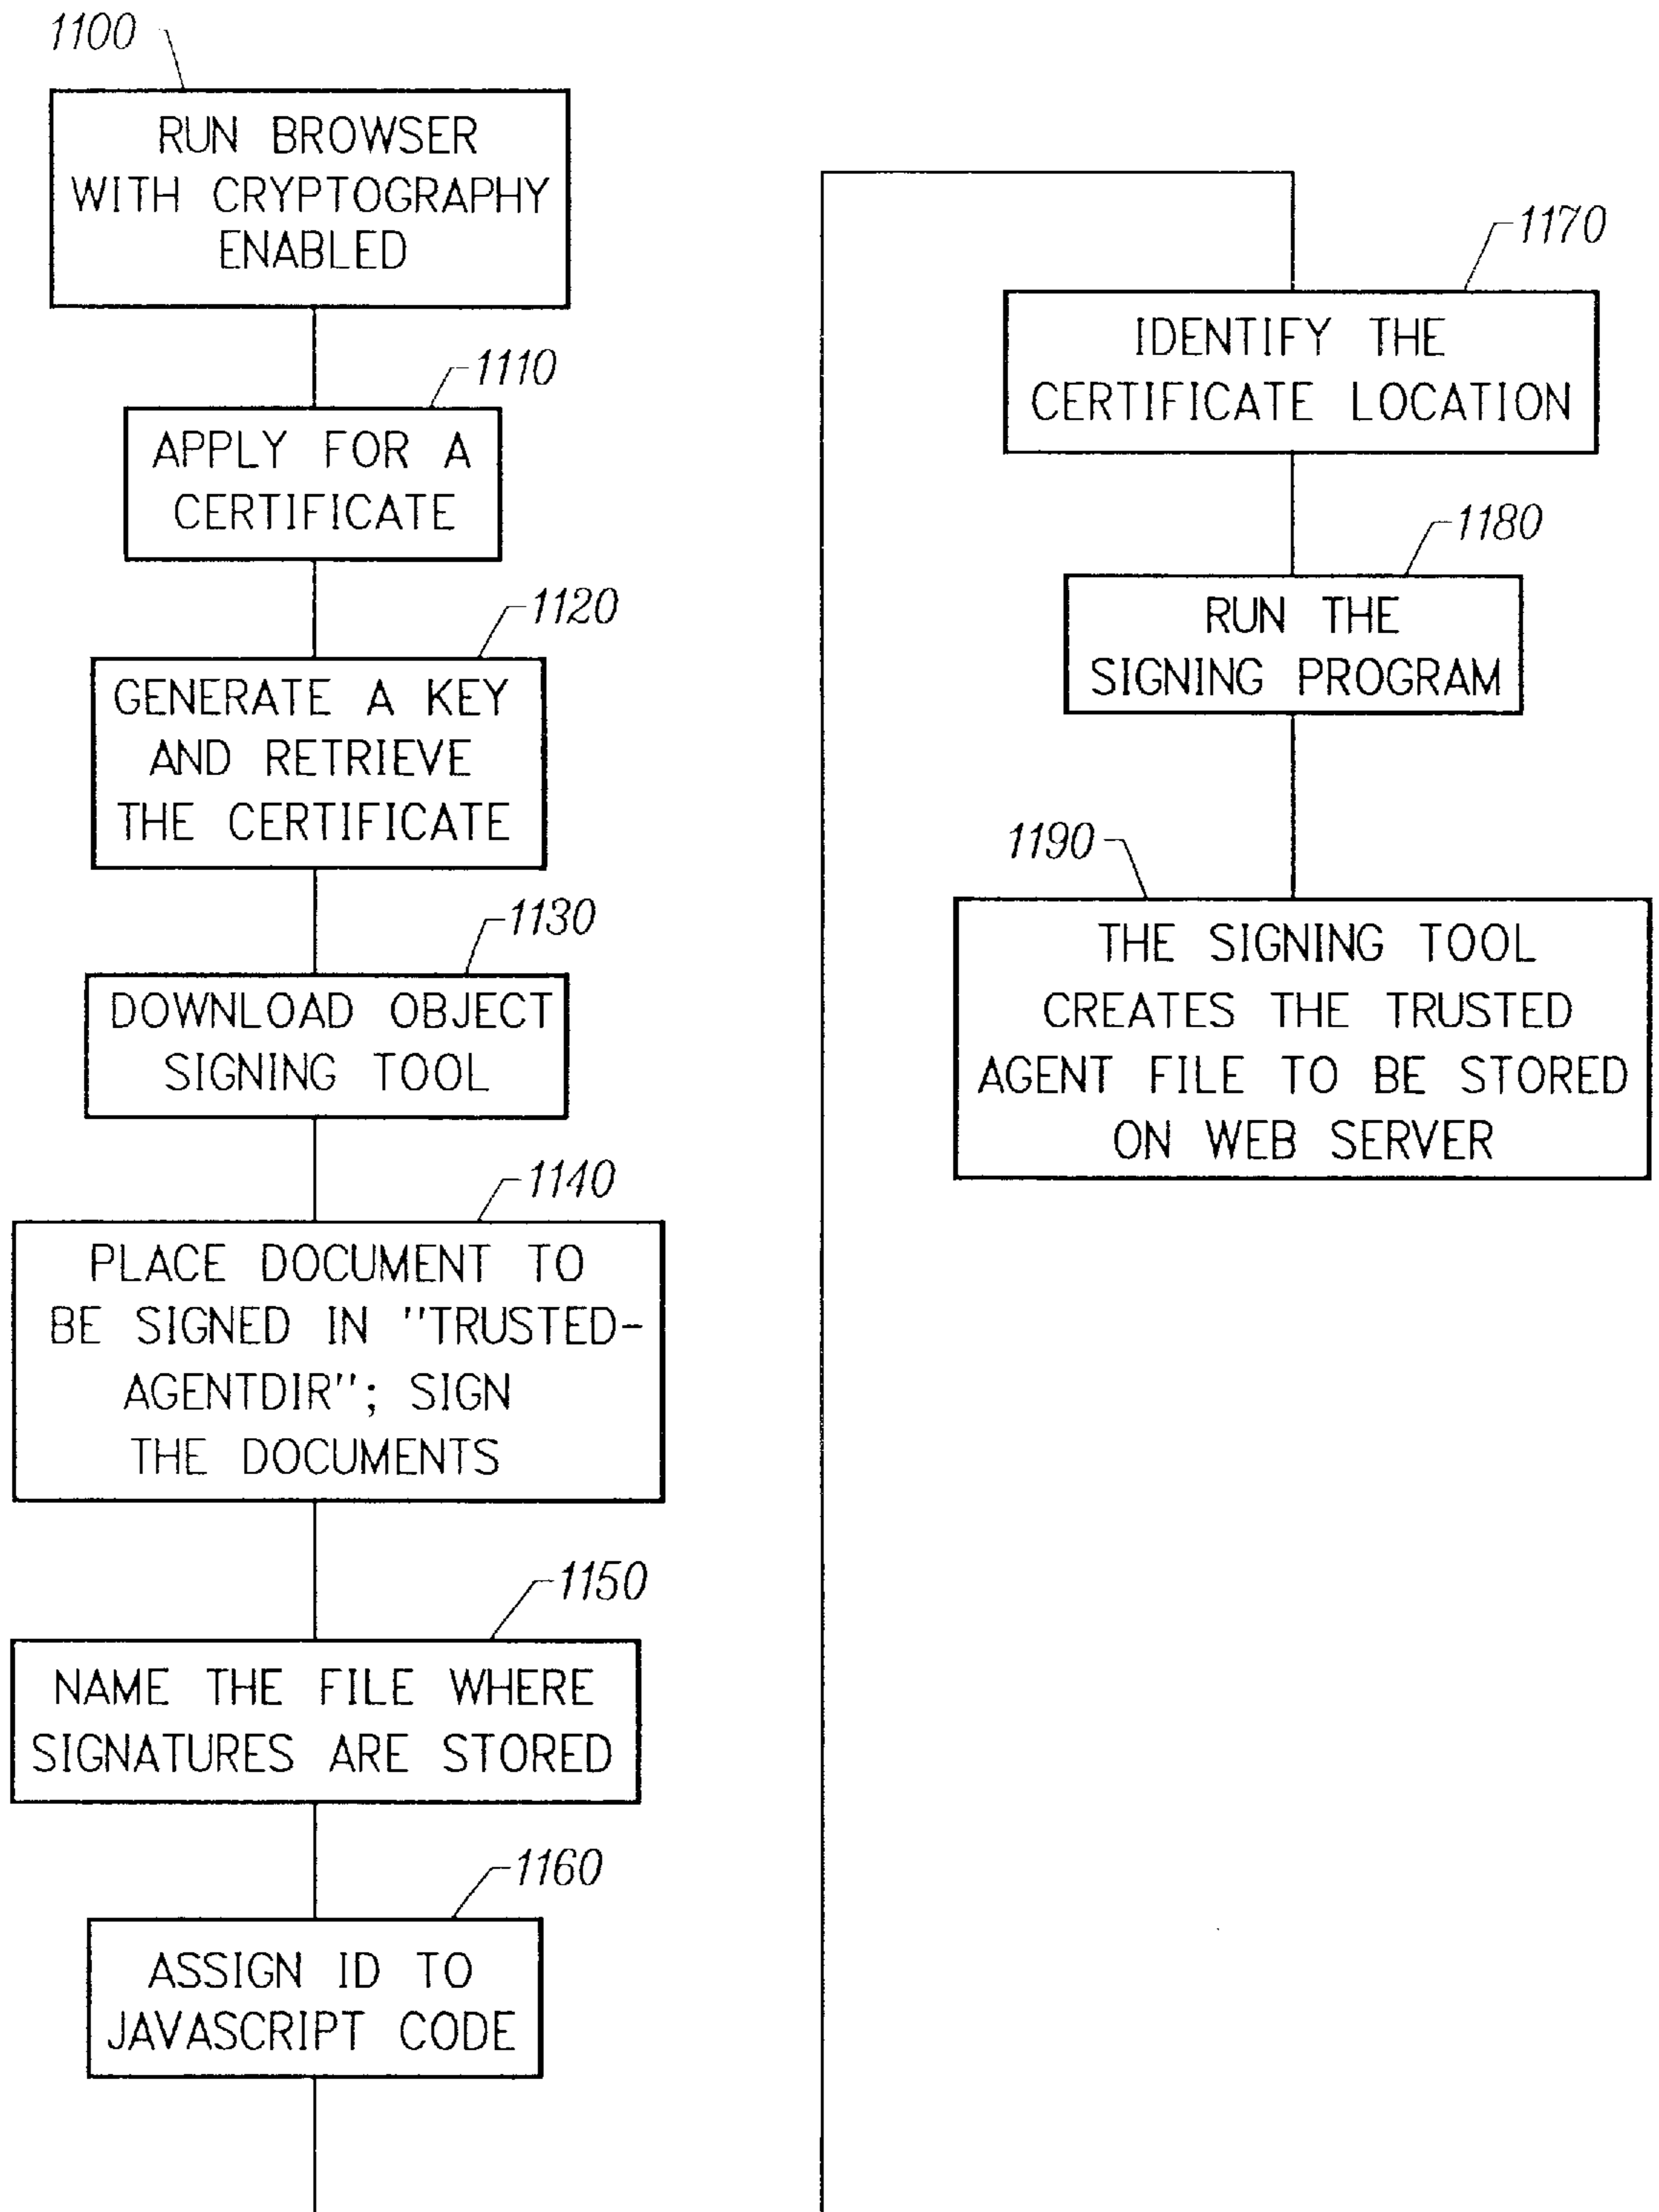 1100
RUN BROWSER
WITH CRYPTOGRAPHY
ENABLED
1110
APPLY FOR A
CERTIFICATE
1120
GENERATE A KEY
AND RETRIEVE
THE CERTIFICATE
1130
DOWNLOAD OBJECT
SIGNING TOOL
1140
PLACE DOCUMENT TO
BE SIGNED IN "TRUSTED-
AGENTDIR"; SIGN
THE DOCUMENTS
1150
NAME THE FILE WHERE
SIGNATURES ARE STORED
1160
ASSIGN ID TO
JAVASCRIPT CODE
1170
IDENTIFY THE
CERTIFICATE LOCATION
1180
RUN THE
SIGNING PROGRAM
1190
THE SIGNING TOOL
CREATES THE TRUSTED
AGENT FILE TO BE STORED
ON WEB SERVER